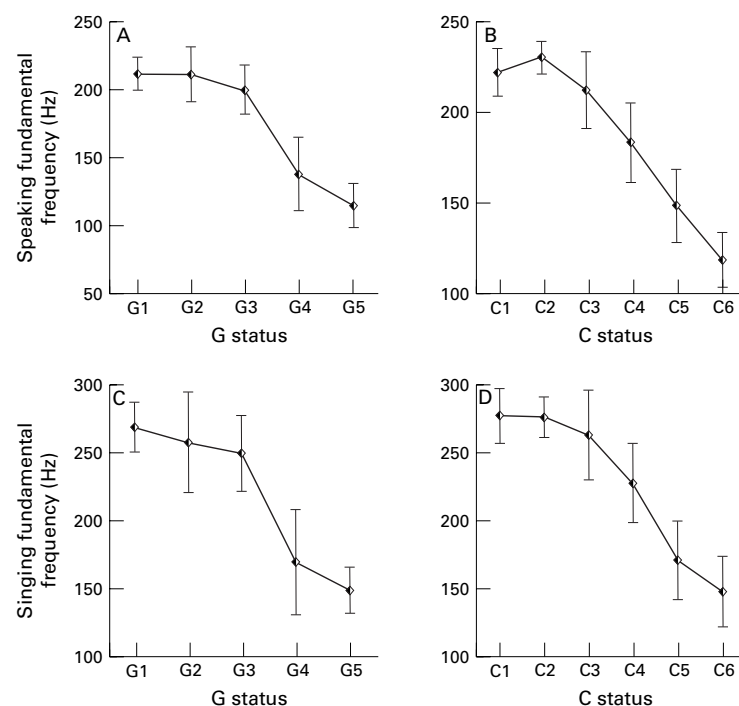 A
B
250
200
150
100
50
Speaking fundamental
frequency (Hz)
G1 G2 G3 G4 G5
G status
250
200
150
100
C1 C2 C3 C4 C5 C6
C status
C
D
300
250
200
150
100
Singing fundamental
frequency (Hz)
G1 G2 G3 G4 G5
G status
300
250
200
150
100
C1 C2 C3 C4 C5 C6
C status